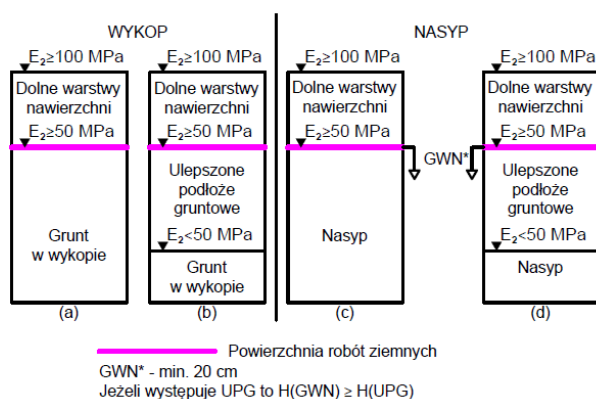 WYKOP NASYP
E₂≥100 MPa E₂≥100 MPa E₂≥100 MPa E₂≥100 MPa
Dolne warstwy Dolne warstwy Dolne warstwy Dolne warstwy
nawierzchni nawierzchni nawierzchni nawierzchni
E₂≥50 MPa E₂≥50 MPa E₂≥50 MPa E₂≥50 MPa
GWN*
Ulepszone Ulepszone
podłoże podłoże
gruntowe gruntowe
Grunt Nasyp
w wykopie
E₂<50 MPa E₂<50 MPa
Grunt Nasyp
w wykopie
(a) (b) (c) (d)
Powierzchnia robót ziemnych
GWN* - min. 20 cm
Jeżeli występuje UPG to H(GWN) ≥ H(UPG)